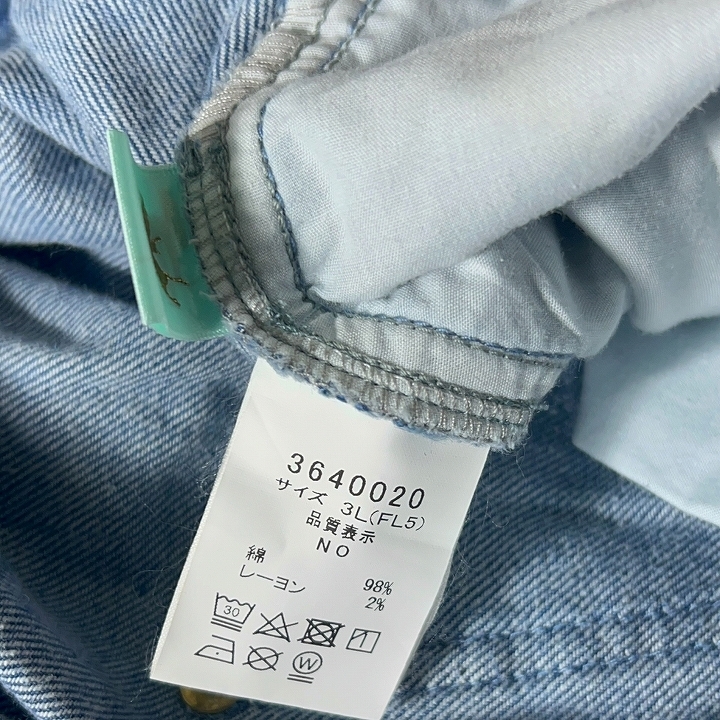 3640020
サイズ 3L(FL5)
品質表示
NO
綿 98%
レーヨン 2%
30
W